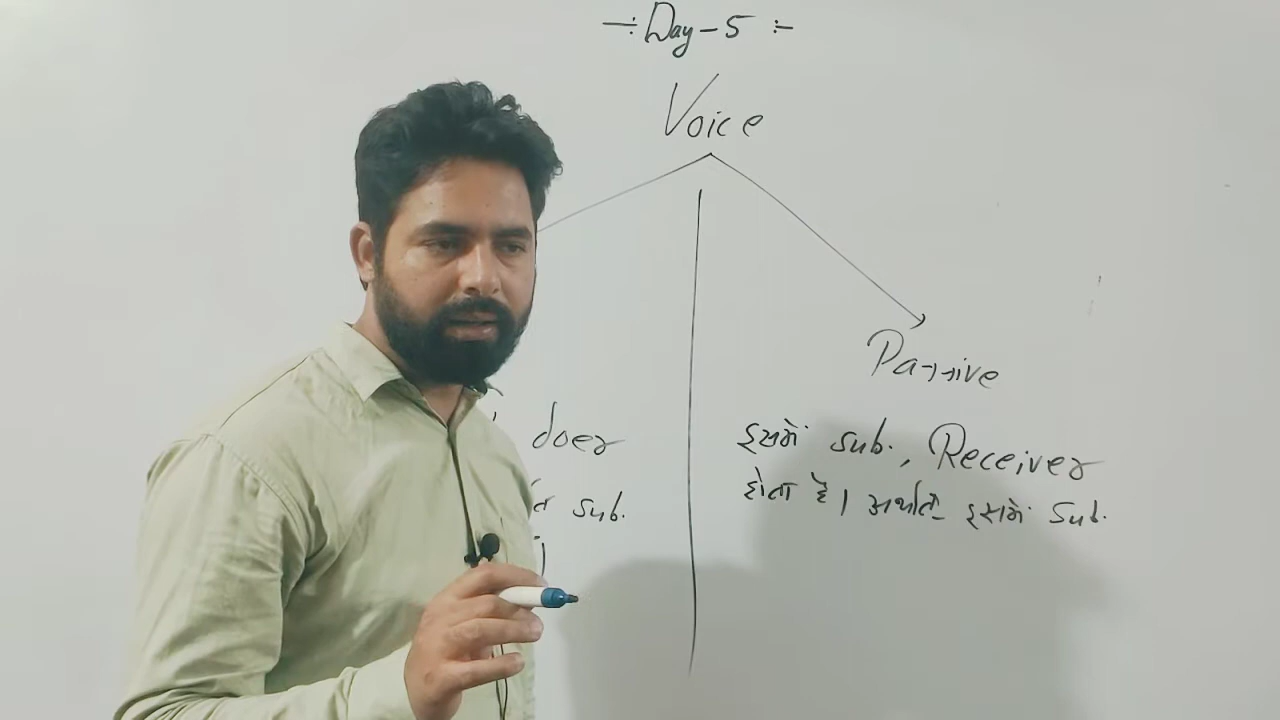 -: Day-5 :-
Voice
Passive
doer
इसमें sub., Receiver
sub.
होता है। अर्थात् इसमें sub.